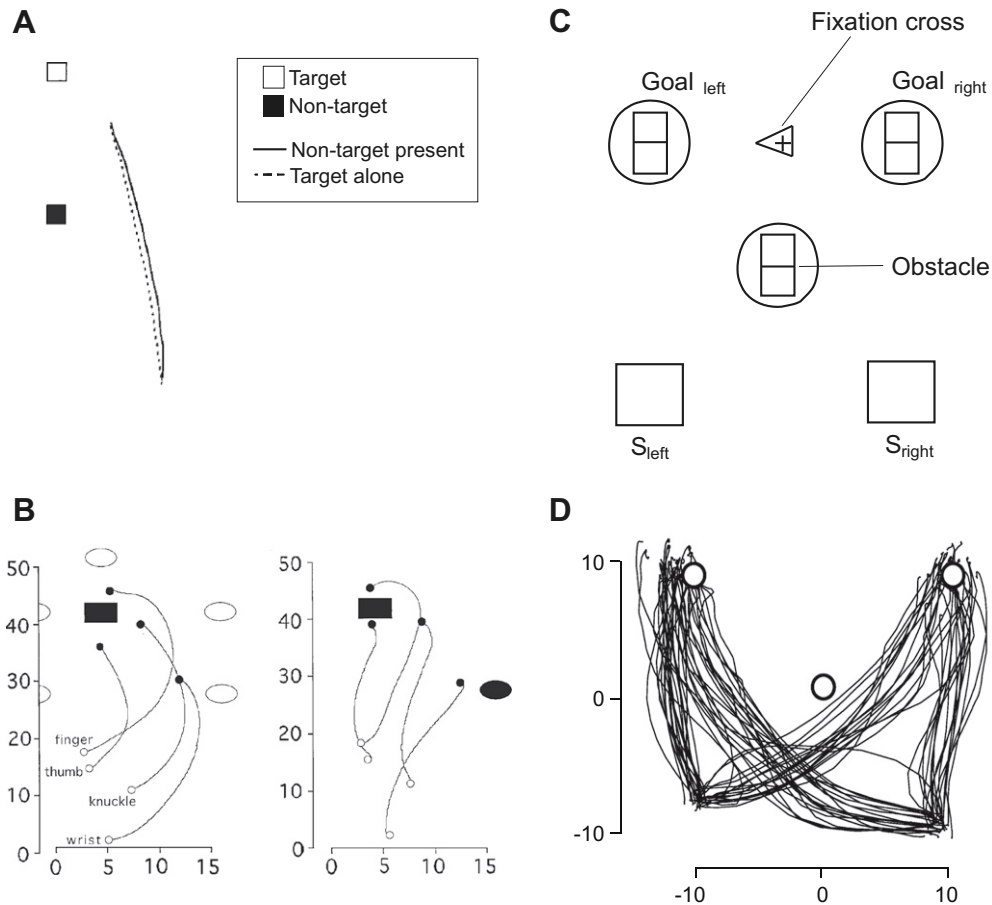 A
Target
Non-target
Non-target present
Target alone
C
Fixation cross
Goal left
Goal right
Obstacle
Sleft
Sright
B
50
40
30
20
10
0
0
5
10
15
finger
thumb
knuckle
wrist
50
40
30
20
10
0
0
5
10
15
D
10
0
-10
-10
0
10